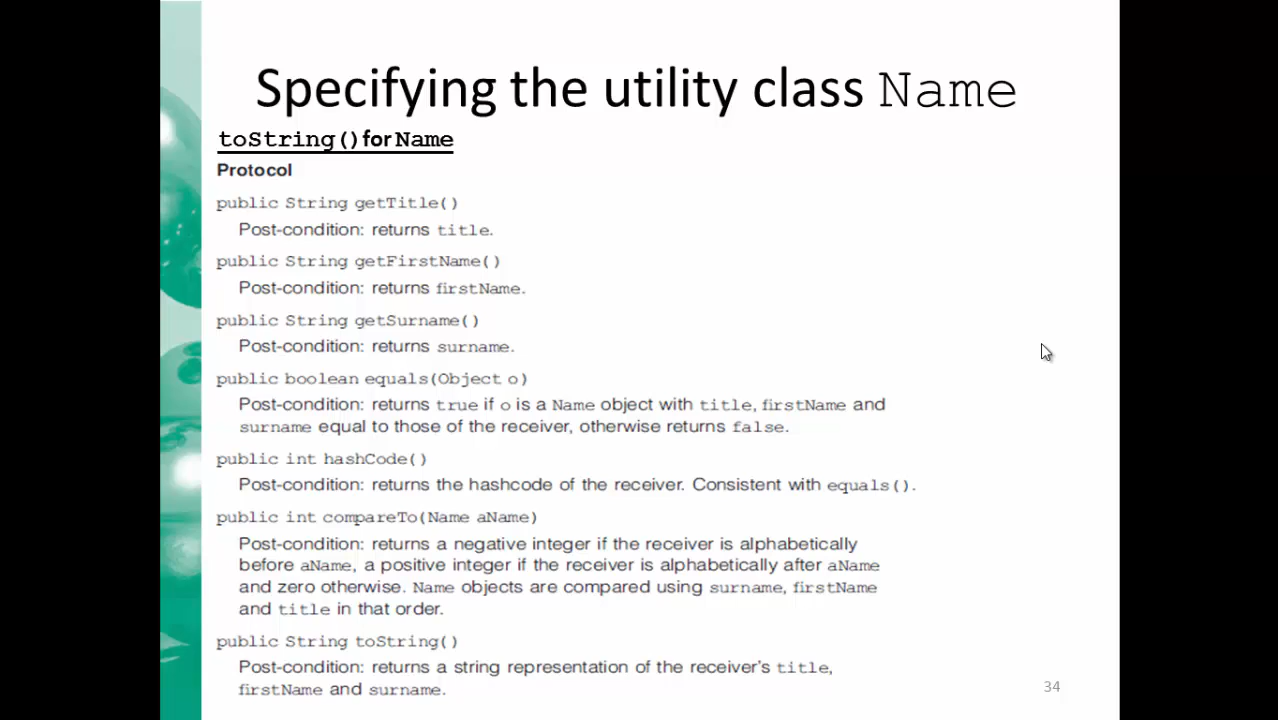 Specifying the utility class Name
toString() for Name
Protocol
public String getTitle()
Post-condition: returns title.
public String getFirstName()
Post-condition: returns firstName.
public String getSurname()
Post-condition: returns surname.
public boolean equals(Object o)
Post-condition: returns true if o is a Name object with title, firstName and
surname equal to those of the receiver, otherwise returns false.
public int hashCode()
Post-condition: returns the hashcode of the receiver. Consistent with equals().
public int compareTo(Name aName)
Post-condition: returns a negative integer if the receiver is alphabetically
before aName, a positive integer if the receiver is alphabetically after aName
and zero otherwise. Name objects are compared using surname, firstName
and title in that order.
public String toString()
Post-condition: returns a string representation of the receiver's title,
firstName and surname.
34